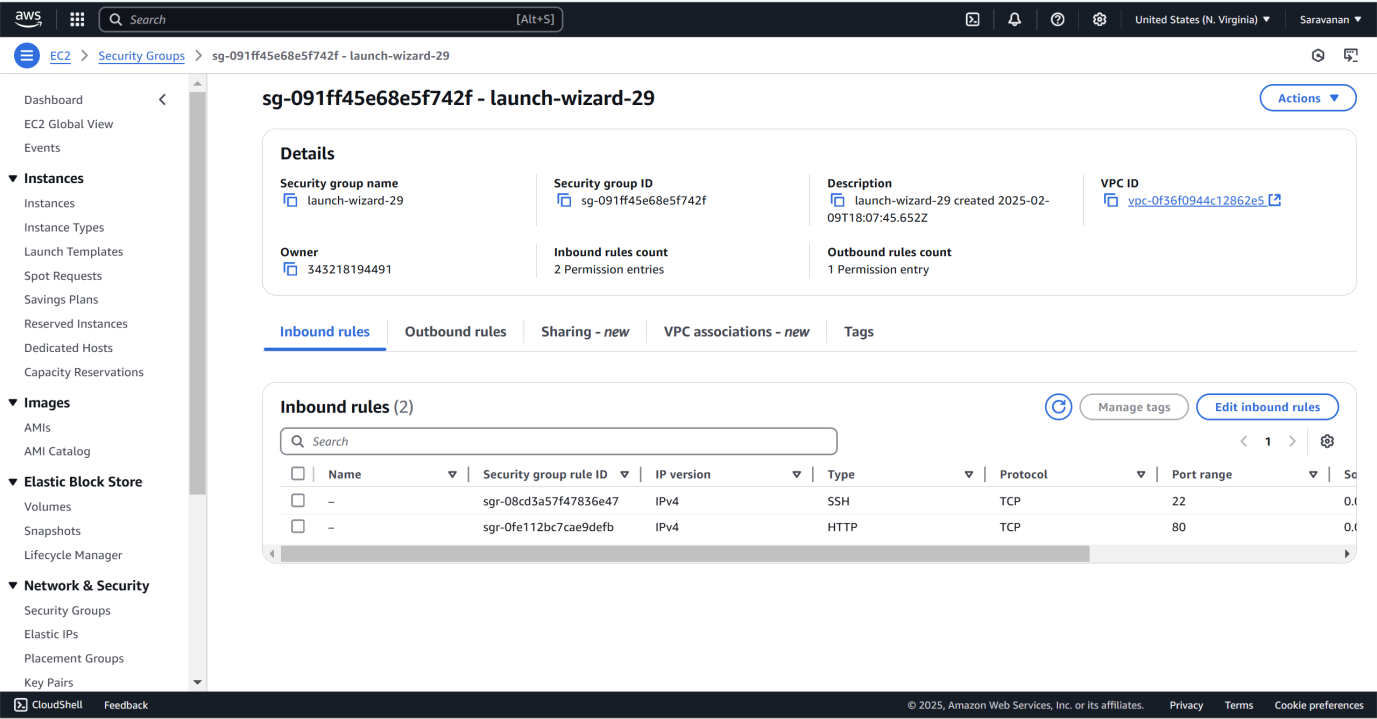 aws
Search [Alt+S]
United States (N. Virginia)
Saravanan
EC2 > Security Groups > sg-091ff45e68e5f742f - launch-wizard-29
Dashboard
EC2 Global View
Events
Instances
Instances
Instance Types
Launch Templates
Spot Requests
Savings Plans
Reserved Instances
Dedicated Hosts
Capacity Reservations
Images
AMIs
AMI Catalog
Elastic Block Store
Volumes
Snapshots
Lifecycle Manager
Network & Security
Security Groups
Elastic IPs
Placement Groups
Key Pairs
sg-091ff45e68e5f742f - launch-wizard-29
Actions
Details
Security group name
launch-wizard-29
Security group ID
sg-091ff45e68e5f742f
Description
launch-wizard-29 created 2025-02-
09T18:07:45.652Z
VPC ID
vpc-0f36f0944c12862e5
Owner
343218194491
Inbound rules count
2 Permission entries
Outbound rules count
1 Permission entry
Inbound rules
Outbound rules
Sharing - new
VPC associations - new
Tags
Inbound rules (2)
Manage tags
Edit inbound rules
Search
1
Name Security group rule ID IP version Type Protocol Port range So
– sgr-08cd3a57f47836e47 IPv4 SSH TCP 22 0.0
– sgr-0fe112bc7cae9defb IPv4 HTTP TCP 80 0.0
CloudShell Feedback
© 2025, Amazon Web Services, Inc. or its affiliates. Privacy Terms Cookie preferences